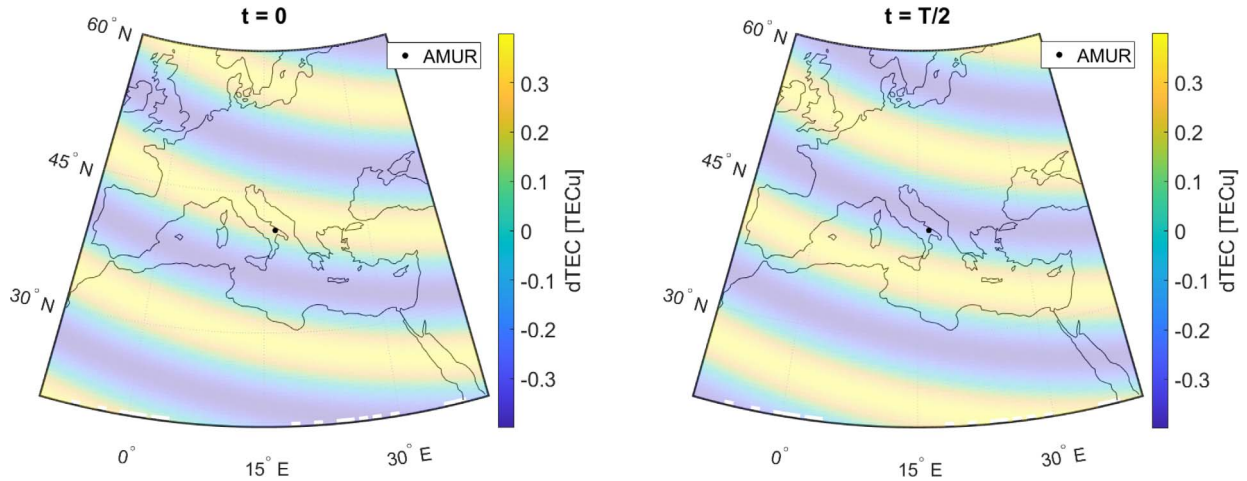 t = 0
60° N
45° N
30° N
0°
15° E
30° E
AMUR
0.3
0.2
0.1
0
-0.1
-0.2
-0.3
dTEC [TECu]
t = T/2
60° N
45° N
30° N
0°
15° E
30° E
AMUR
0.3
0.2
0.1
0
-0.1
-0.2
-0.3
dTEC [TECu]